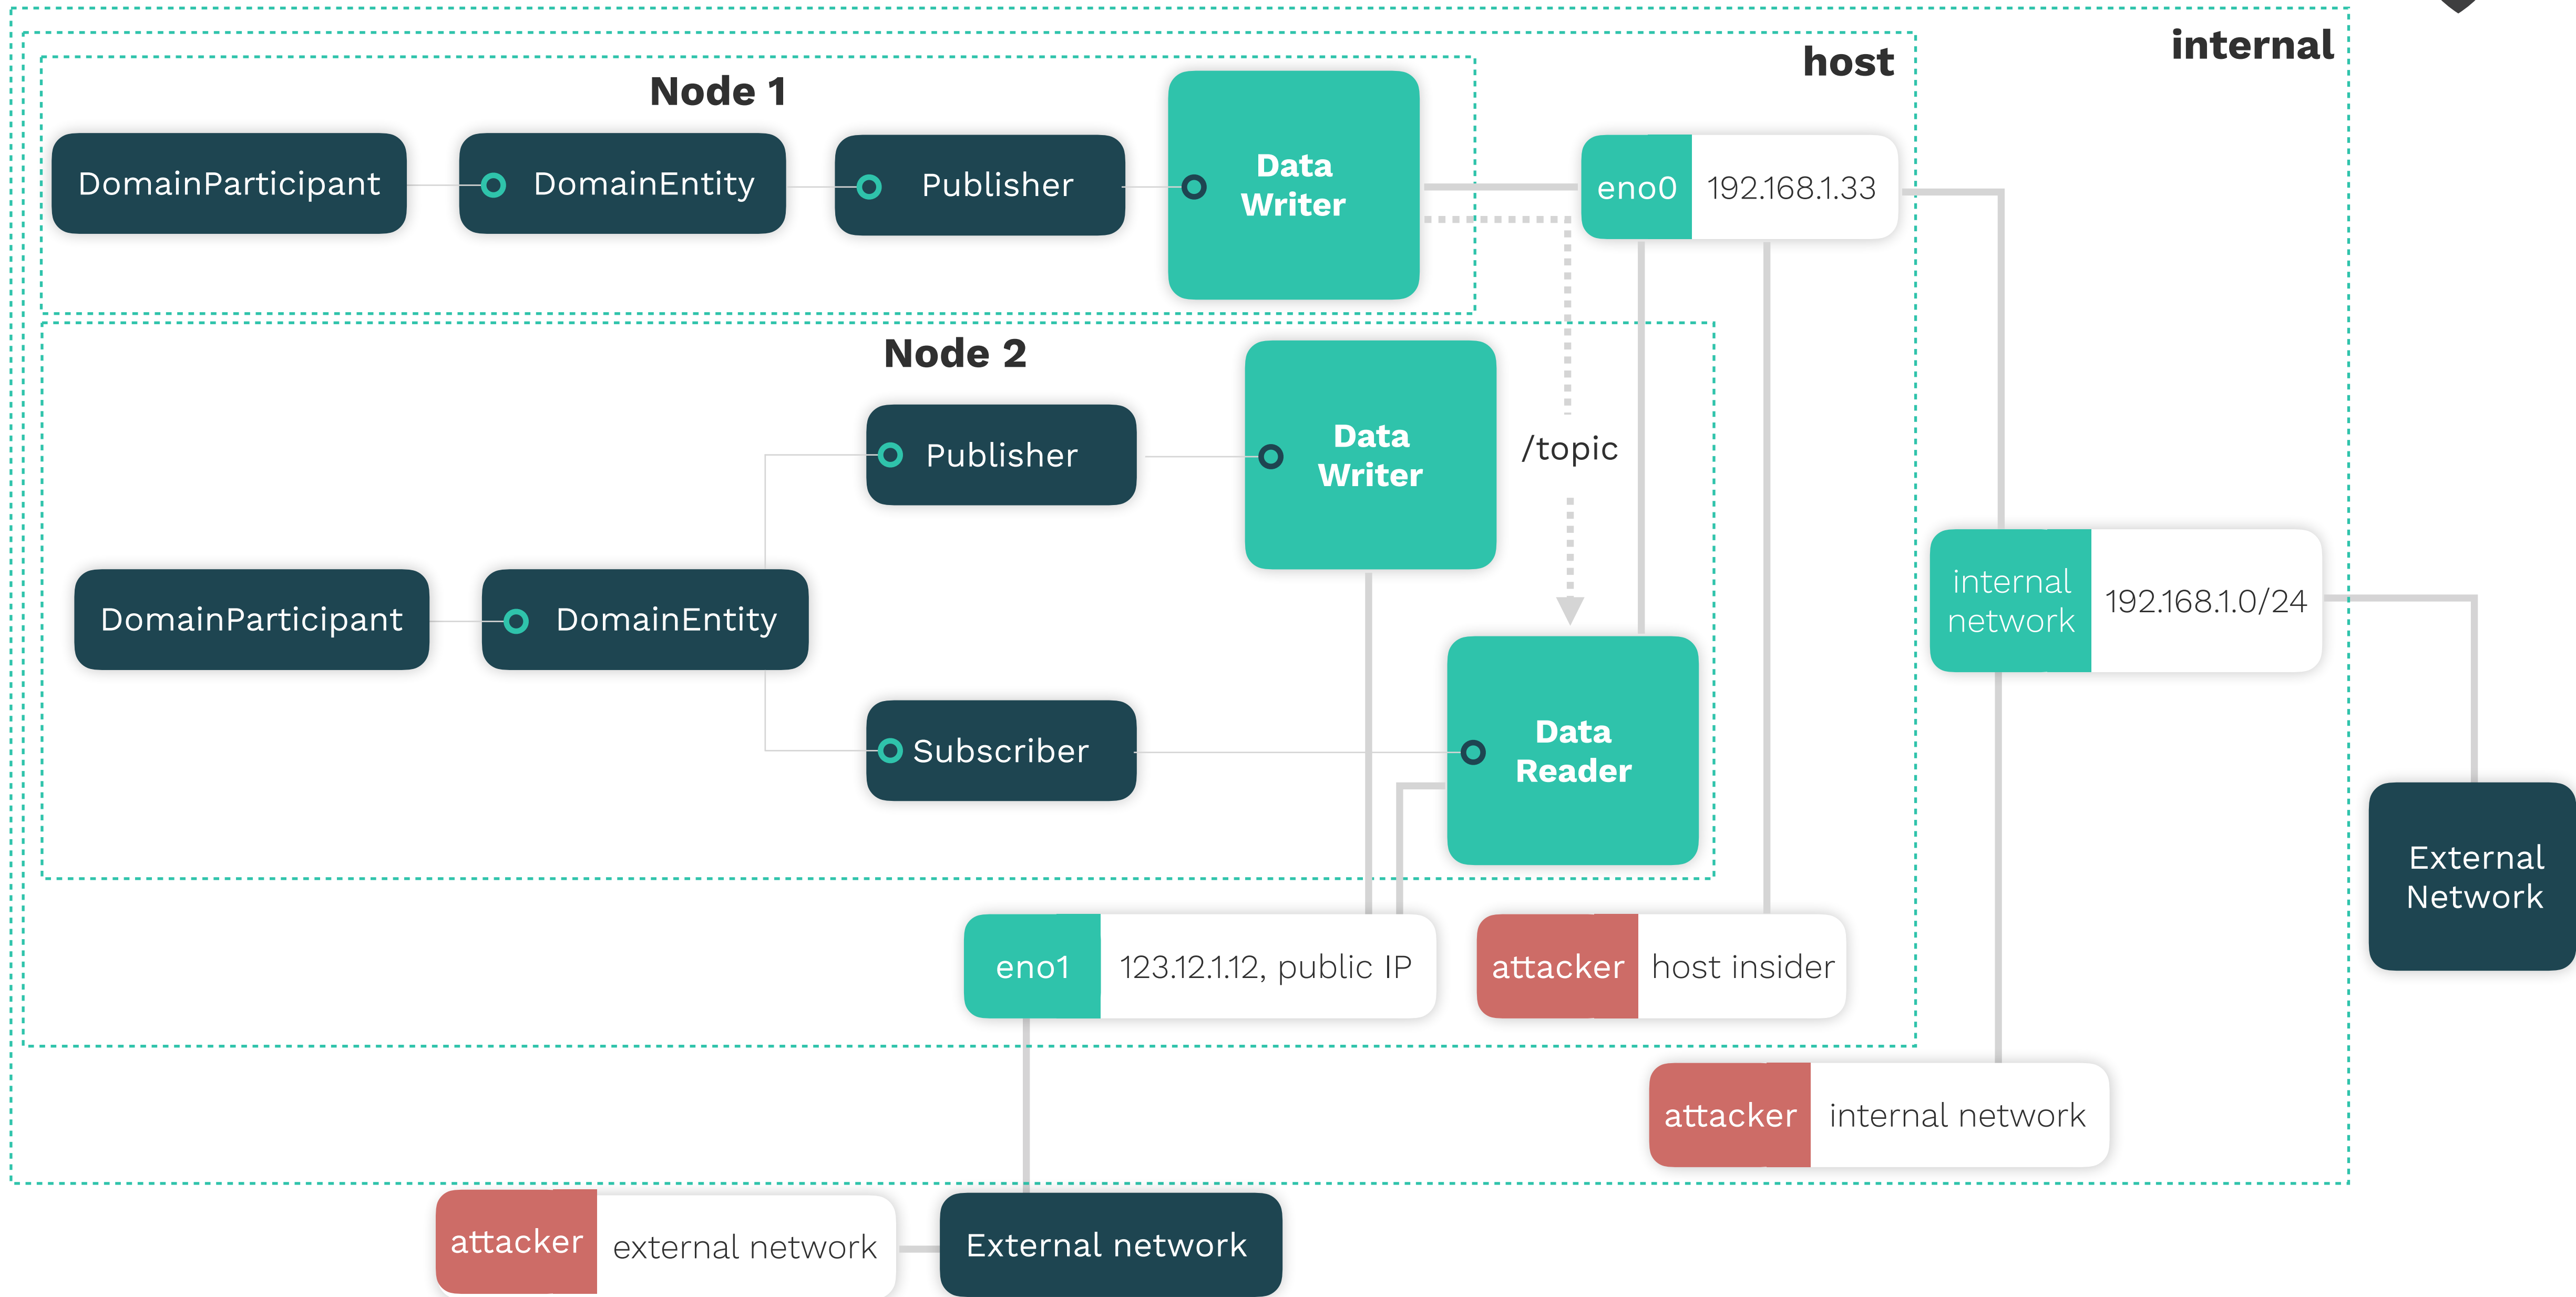 internal
host
Node 1
DomainParticipant
DomainEntity
Publisher
Data
Writer
eno0
192.168.1.33
Node 2
Publisher
Data
Writer
/topic
DomainParticipant
DomainEntity
internal
network
192.168.1.0/24
Subscriber
Data
Reader
External
Network
eno1
123.12.1.12, public IP
attacker
host insider
attacker
internal network
attacker
external network
External network